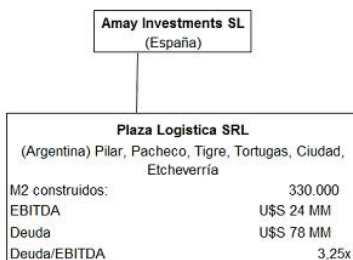 Amay Investments SL
(España)
Plaza Logistica SRL
(Argentina) Pilar, Pacheco, Tigre, Tortugas, Ciudad,
Etcheverría
M2 construidos: 330.000
EBITDA U$S 24 MM
Deuda U$S 78 MM
Deuda/EBITDA 3,25x